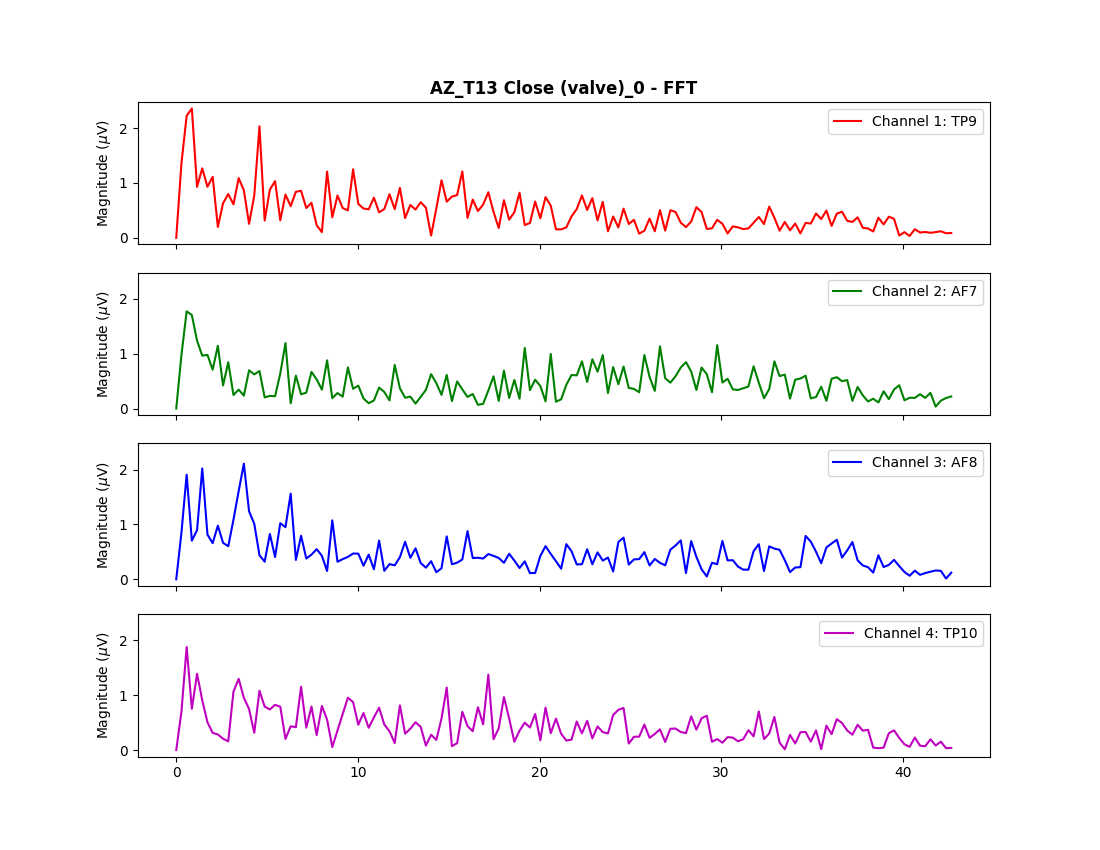 AZ_T13 Close (valve)_0 - FFT
Magnitude (μV)
2
1
0
Channel 1: TP9
Magnitude (μV)
2
1
0
Channel 2: AF7
Magnitude (μV)
2
1
0
Channel 3: AF8
Magnitude (μV)
2
1
0
Channel 4: TP10
0 10 20 30 40